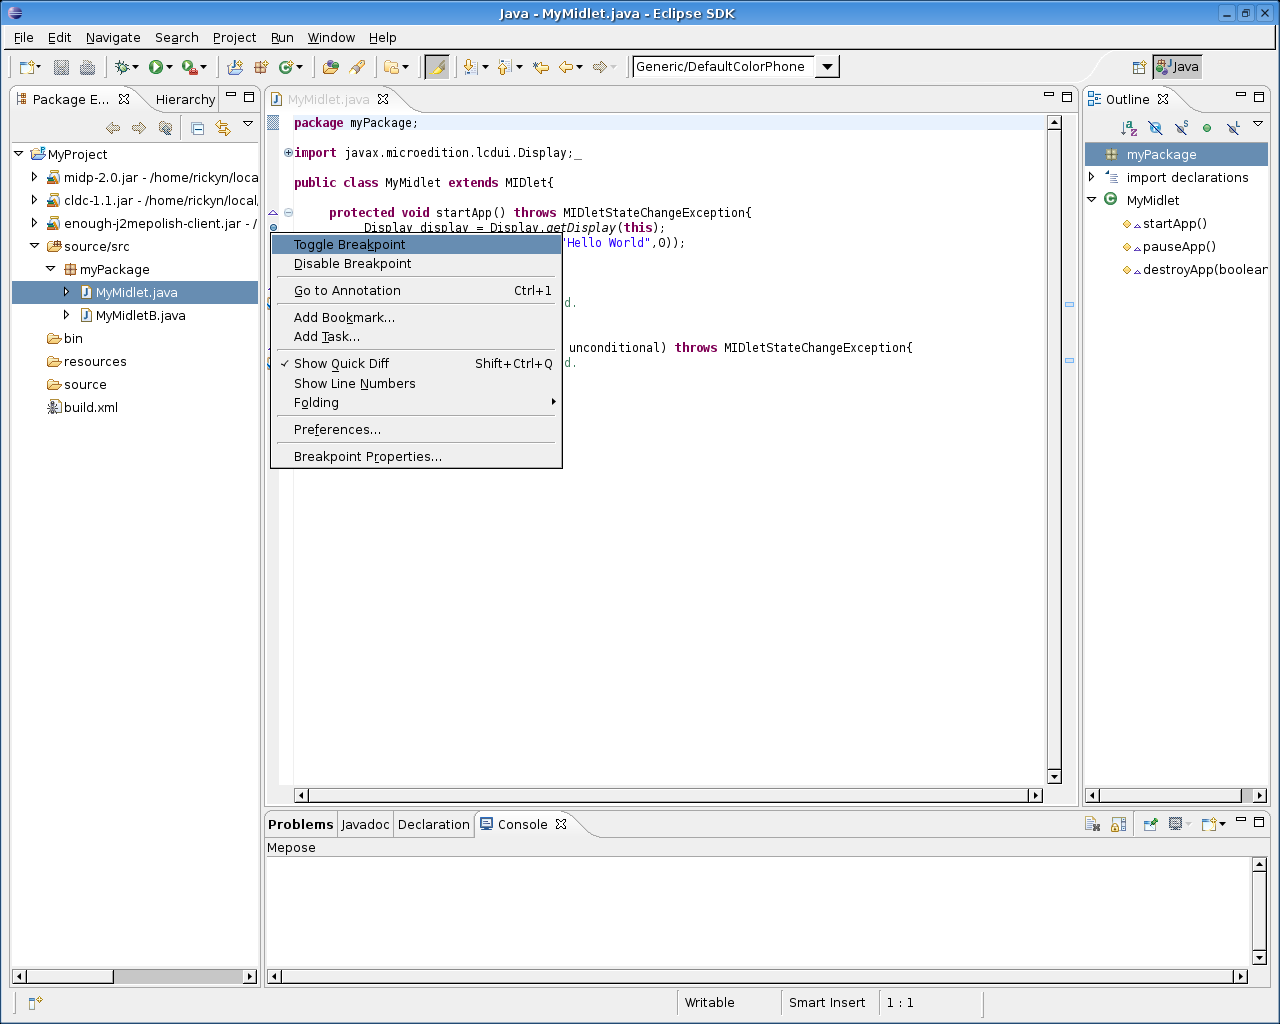 Java - MyMidlet.java - Eclipse SDK
File Edit Navigate Search Project Run Window Help
Generic/DefaultColorPhone
Java
Package E...
Hierarchy
MyProject
midp-2.0.jar - /home/rickyn/loca
cldc-1.1.jar - /home/rickyn/local,
enough-j2mepolish-client.jar - /
source/src
myPackage
MyMidlet.java
MyMidletB.java
bin
resources
source
build.xml
MyMidlet.java
package myPackage;
import javax.microedition.lcdui.Display;_
public class MyMidlet extends MIDlet{
protected void startApp() throws MIDletStateChangeException{
Display display = Display.getDisplay(this);
"Hello World",0));
d.
unconditional) throws MIDletStateChangeException{
d.
Toggle Breakpoint
Disable Breakpoint
Go to Annotation Ctrl+1
Add Bookmark...
Add Task...
✓ Show Quick Diff Shift+Ctrl+Q
Show Line Numbers
Folding
Preferences...
Breakpoint Properties...
Outline
myPackage
import declarations
MyMidlet
startApp()
pauseApp()
destroyApp(boolear
Problems Javadoc Declaration Console
Mepose
Writable Smart Insert 1 : 1